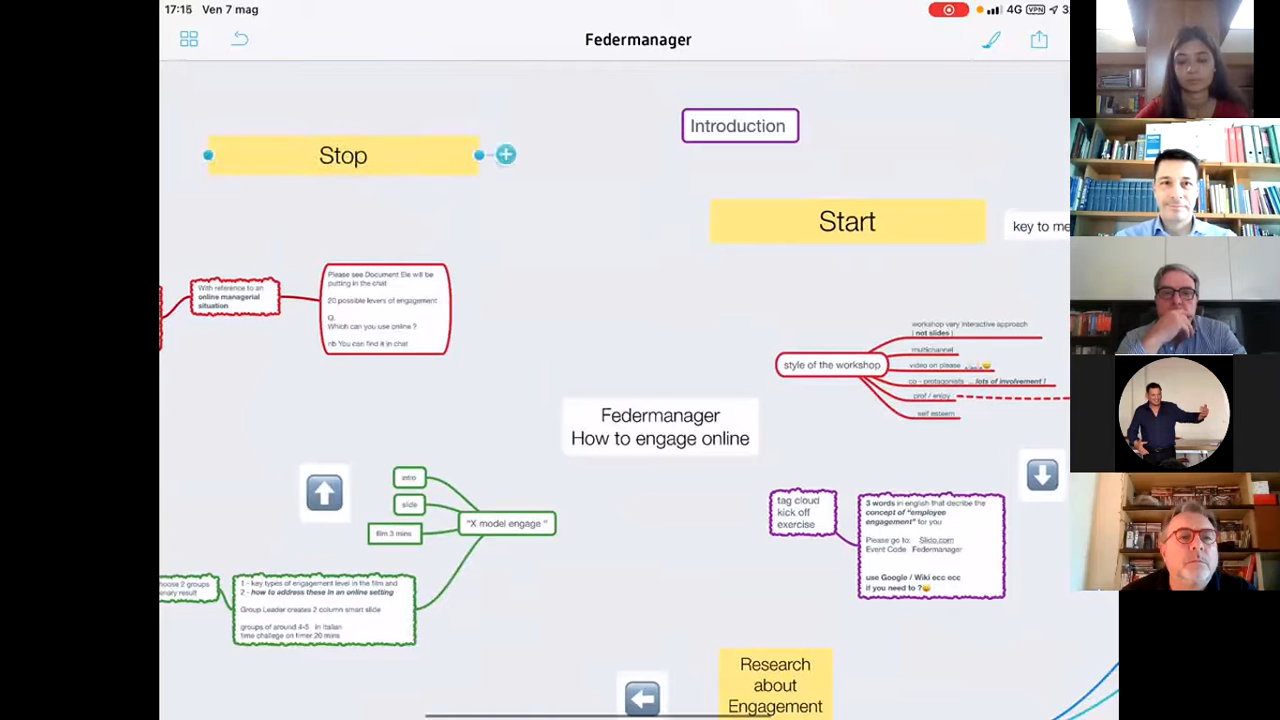 17:15 Ven 7 mag
4G VPN
Federmanager
Introduction
Stop
Start
key to me
With reference to an
online managerial
situation
Please see Document Ele will be
putting in the chat
20 possible levers of engagement
Q.
Which can you use online ?
nb You can find it in chat
style of the workshop
workshop very interactive approach
( not slides )
multichannel
video on please
co - protagonists ... lots of involvement !
prof / enjoy
self esteem
Federmanager
How to engage online
intro
slide
film 3 mins
"X model engage "
tag cloud
kick off
exercise
3 words in english that decribe the
concept of "employee
engagement" for you
Please go to: Slido.com
Event Code Federmanager
use Google / Wiki ecc ecc
if you need to ?
hoose 2 groups
enary result
1 - key types of engagement level in the film and
2 - how to address these in an online setting
Group Leader creates 2 column smart slide
groups of around 4-5 in Italian
time challege on timer 20 mins
Research
about
Engagement